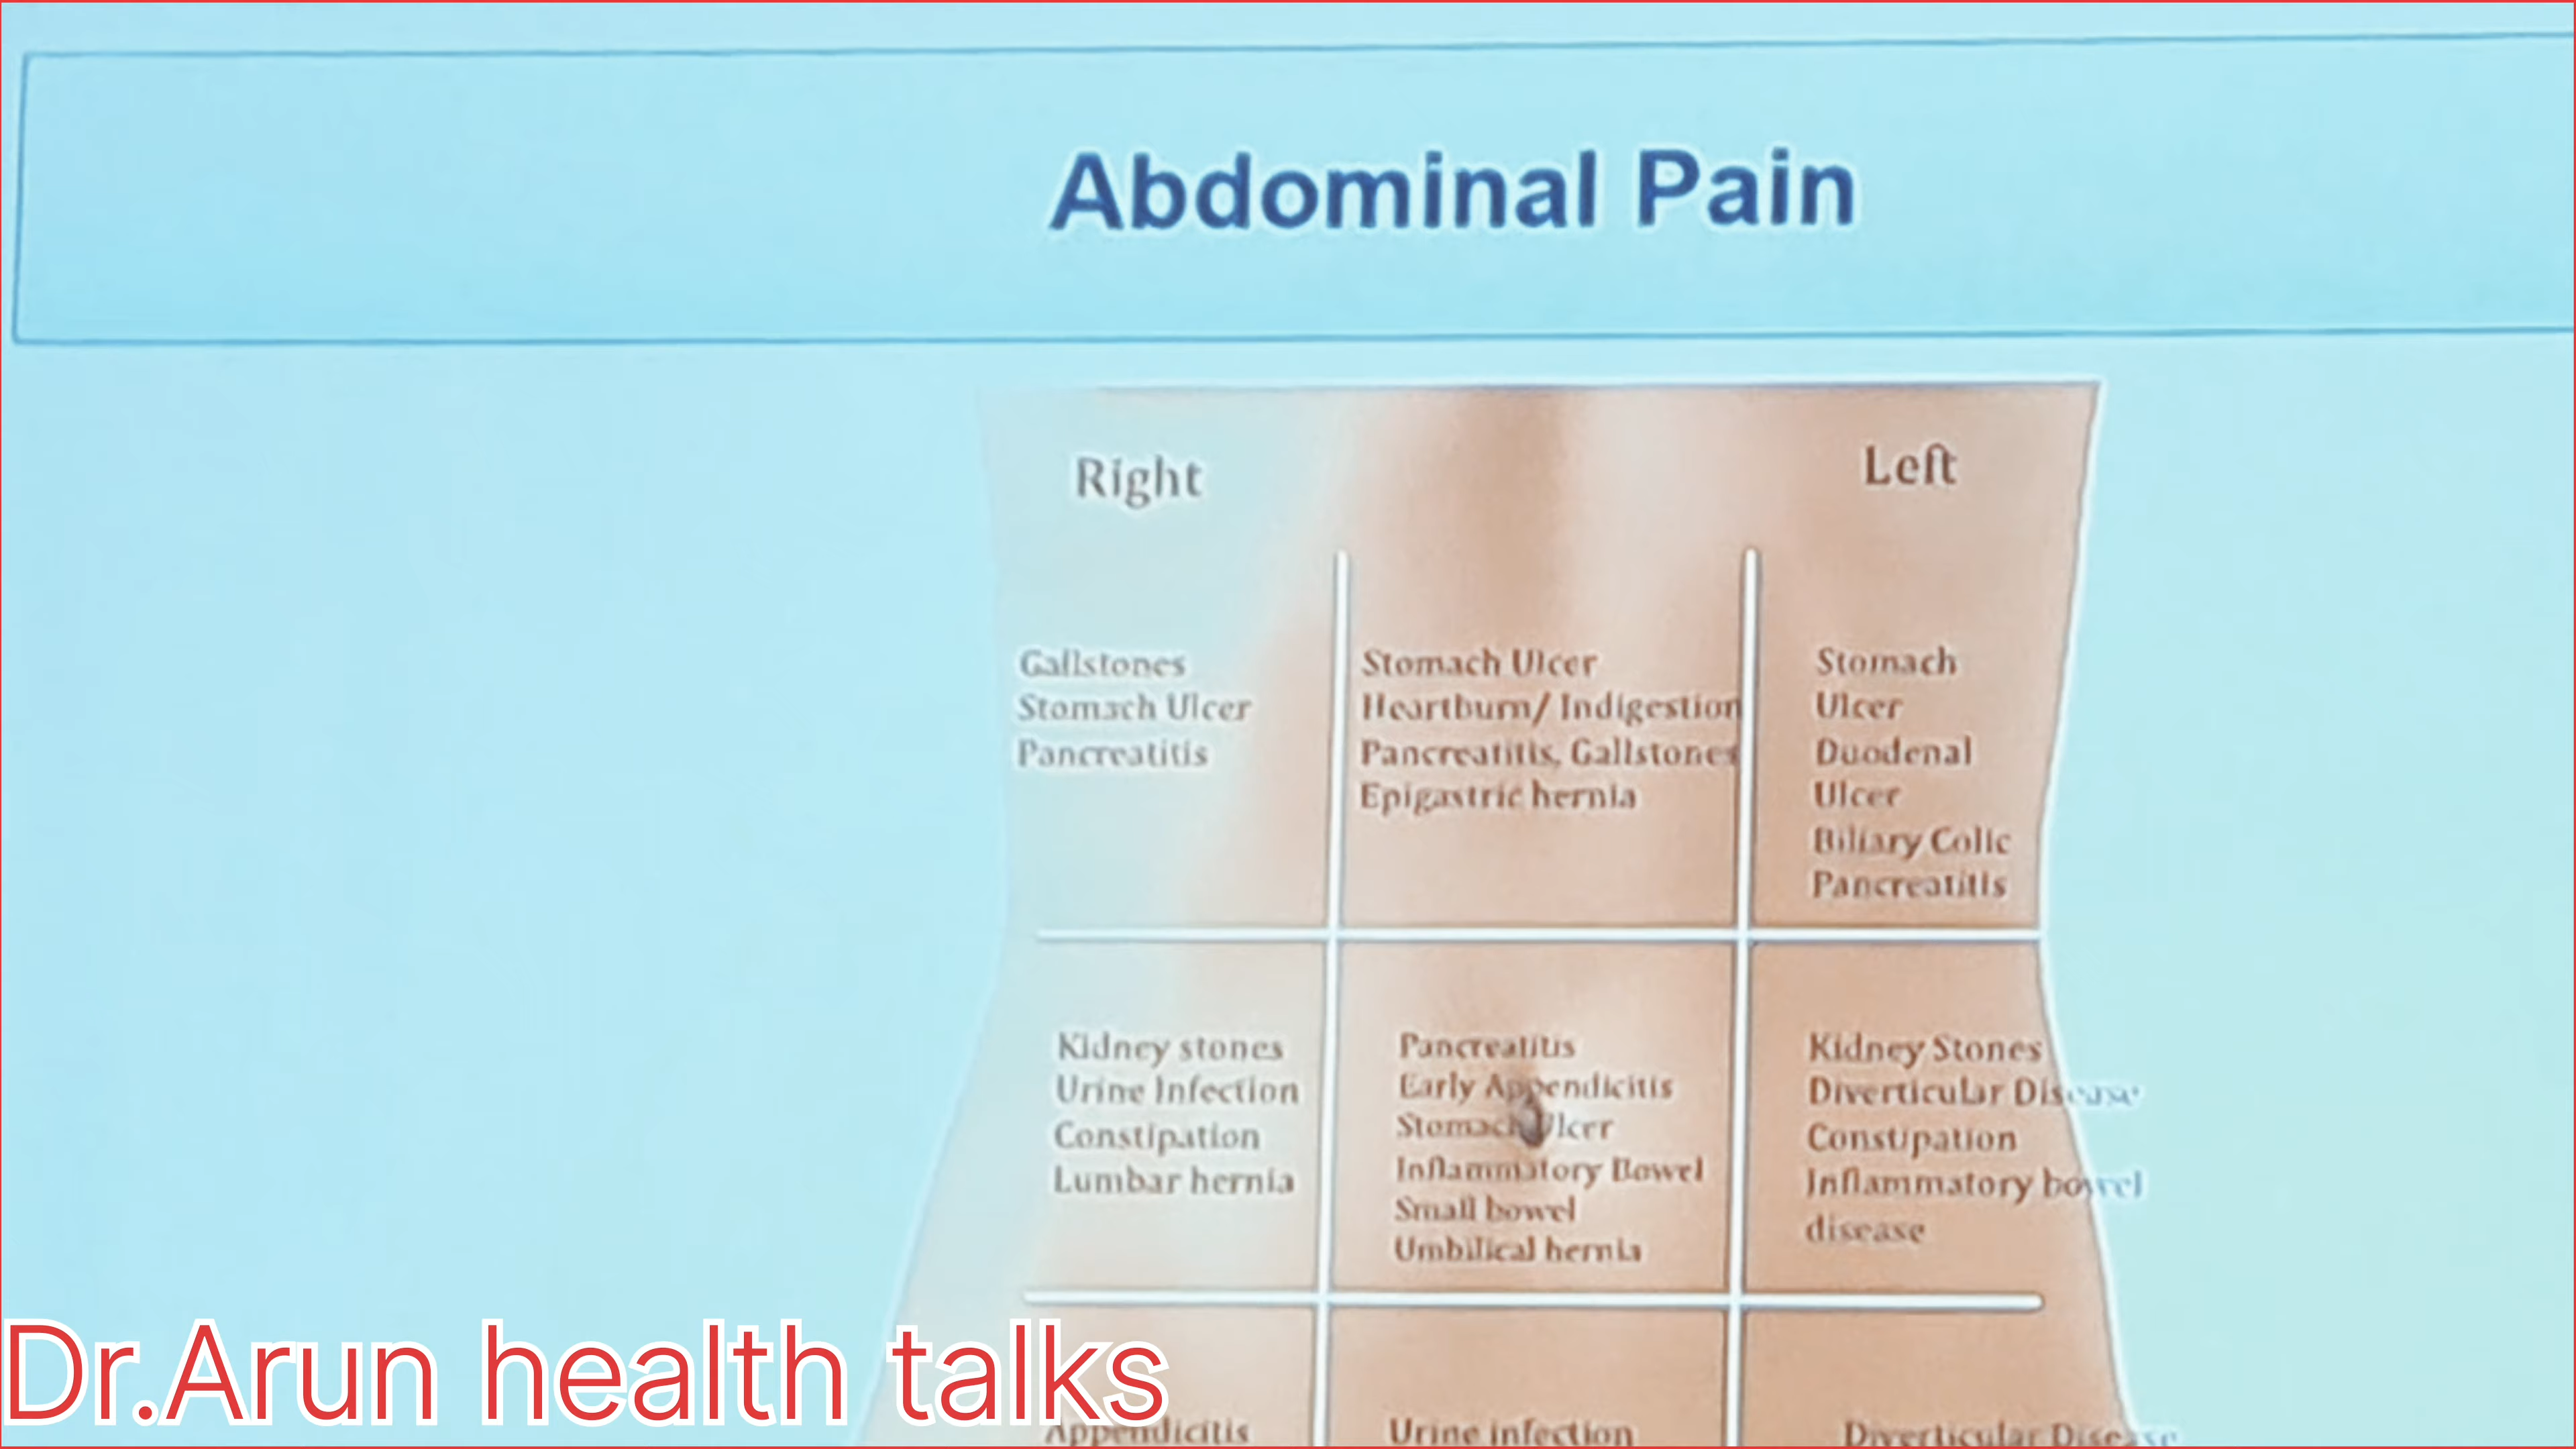 Abdominal Pain
Right
Left
Gallstones
Stomach Ulcer
Pancreatitis
Stomach Ulcer
Heartburn/ Indigestion
Pancreatitis, Gallstones
Epigastric hernia
Stomach
Ulcer
Duodenal
Ulcer
Biliary Colic
Pancreatitis
Kidney stones
Urine Infection
Constipation
Lumbar hernia
Pancreatitis
Early Appendicitis
Stomach Ulcer
Inflammatory Bowel
Small bowel
Umbilical hernia
Kidney Stones
Diverticular Disease
Constipation
Inflammatory bowel
disease
Appendicitis
Urine infection
Diverticular Disease
Dr.Arun health talks